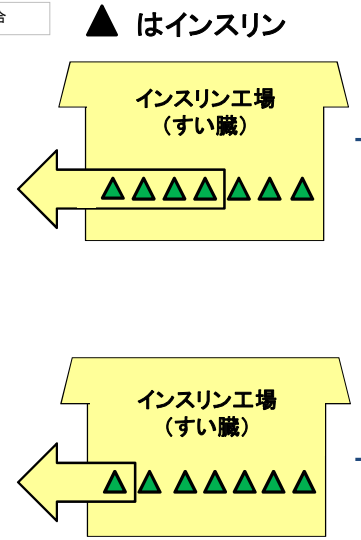 合
▲ はインスリン
インスリン工場
（すい臓）
インスリン工場
（すい臓）